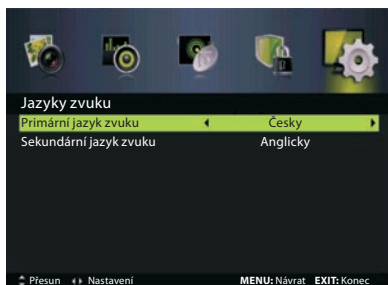 Jazyky zvuku
Primární jazyk zvuku Česky
Sekundární jazyk zvuku Anglicky
Přesun Nastavení MENU: Návrat EXIT: Konec